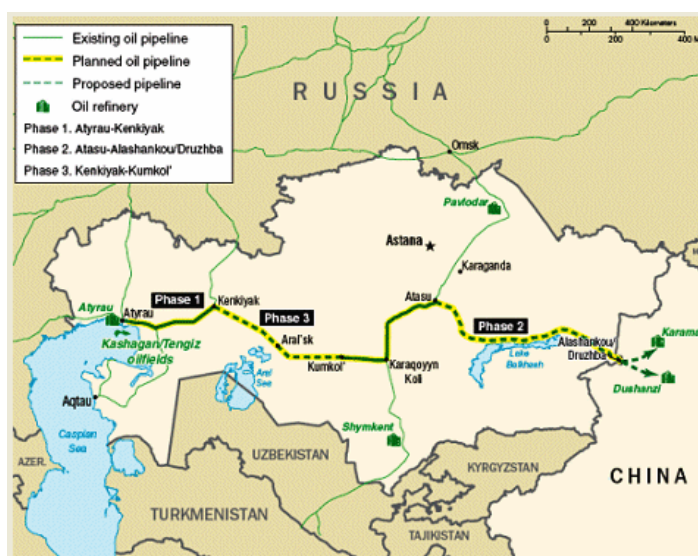 Existing oil pipeline
Planned oil pipeline
Proposed pipeline
Oil refinery
Phase 1. Atyrau-Kenkiyak
Phase 2. Atasu-Alashankou/Druzhba
Phase 3. Kenkiyak-Kumkol'
0 200 400 Kilometers
0 200 400 M
RUSSIA
Omsk
Pavlodar
Astana
Karaganda
Atyrau
Atyrau
Phase 1
Kenkiyak
Atasu
Phase 3
Phase 2
Kashagan/Tengiz
oilfields
Aral'sk
Alashankou/
Druzhba
Karama
Lake
Balkhash
Kumkol'
Karaqoyyn
Koli
Dushanzi
Aral
Sea
Aqtau
Shymkent
Caspian
Sea
UZBEKISTAN
AZER.
KYRGYZSTAN
CHINA
TURKMENISTAN
TAJIKISTAN